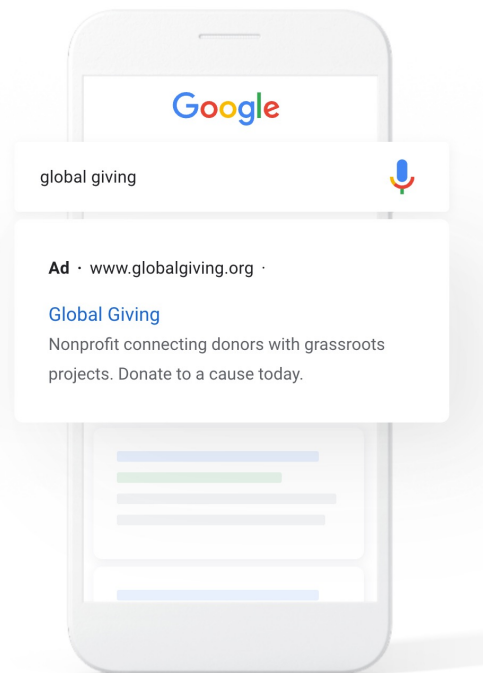 Google
global giving
Ad · www.globalgiving.org ·
Global Giving
Nonprofit connecting donors with grassroots
projects. Donate to a cause today.